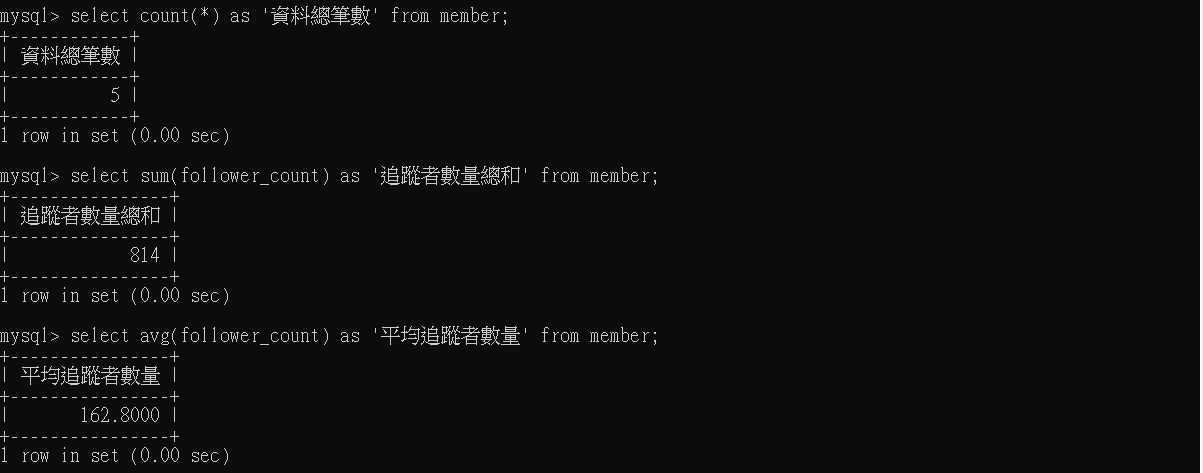 mysql> select count(*) as '資料總筆數' from member;
+------------+
| 資料總筆數 |
+------------+
|          5 |
+------------+
1 row in set (0.00 sec)

mysql> select sum(follower_count) as '追蹤者數量總和' from member;
+----------------+
| 追蹤者數量總和 |
+----------------+
|            814 |
+----------------+
1 row in set (0.00 sec)

mysql> select avg(follower_count) as '平均追蹤者數量' from member;
+----------------+
| 平均追蹤者數量 |
+----------------+
|       162.8000 |
+----------------+
1 row in set (0.00 sec)